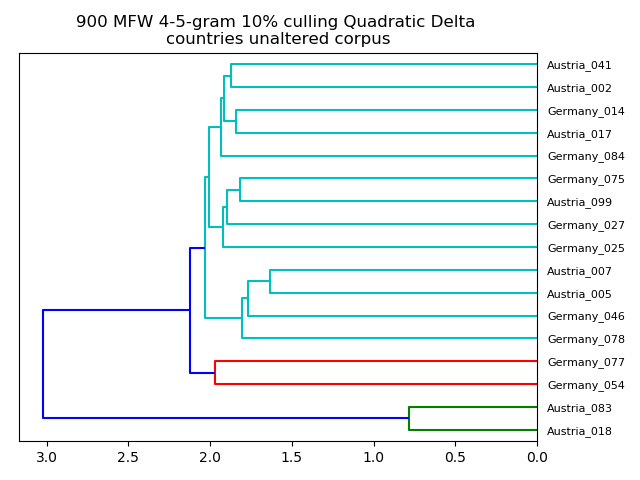 900 MFW 4-5-gram 10% culling Quadratic Delta
countries unaltered corpus
Austria_041
Austria_002
Germany_014
Austria_017
Germany_084
Germany_075
Austria_099
Germany_027
Germany_025
Austria_007
Austria_005
Germany_046
Germany_078
Germany_077
Germany_054
Austria_083
Austria_018
3.0 2.5 2.0 1.5 1.0 0.5 0.0